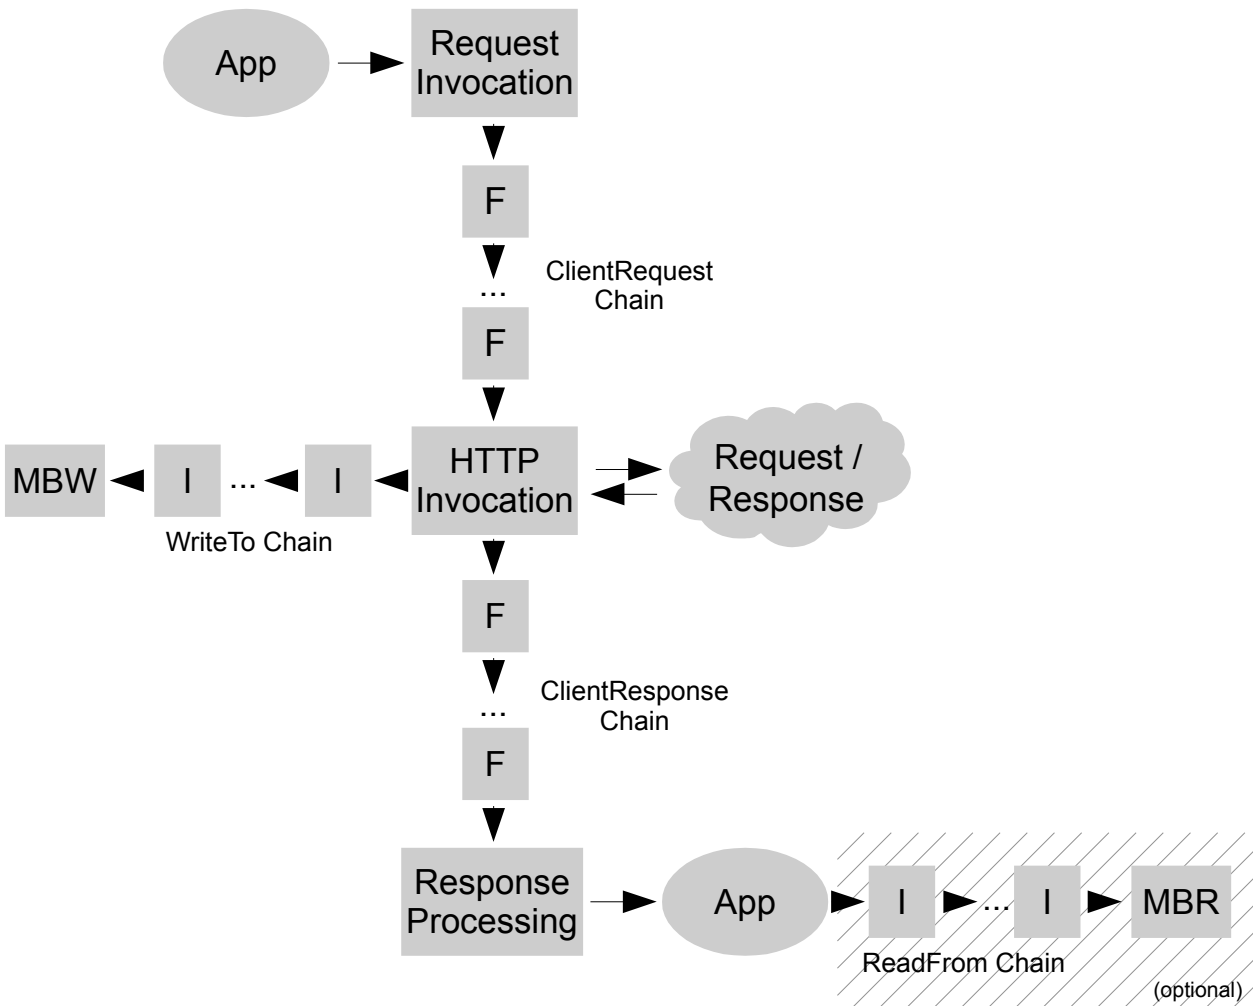 App
Request
Invocation
F
ClientRequest
Chain
...
F
MBW
I
...
I
HTTP
Invocation
Request /
Response
WriteTo Chain
F
ClientResponse
Chain
...
F
Response
Processing
App
I
...
I
MBR
ReadFrom Chain
(optional)